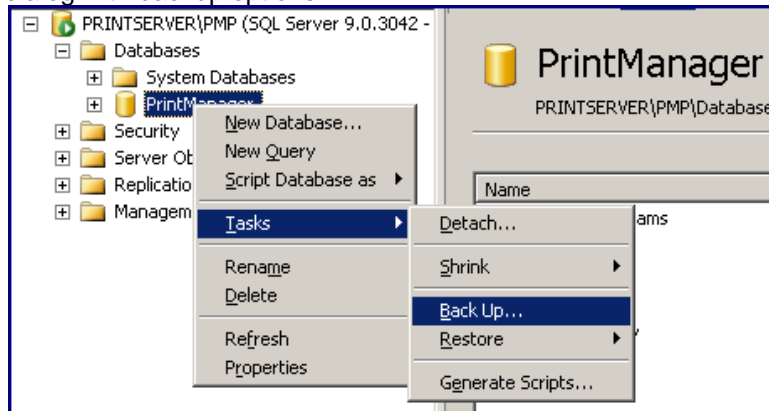 PRINTSERVER\PMP (SQL Server 9.0.3042 -
Databases
System Databases
PrintManager
Security
Server Ob
Replicatio
Managem
New Database...
New Query
Script Database as
Tasks
Rename
Delete
Refresh
Properties
Detach...
Shrink
Back Up...
Restore
Generate Scripts...
PrintManager
PRINTSERVER\PMP\Database
Name
ams